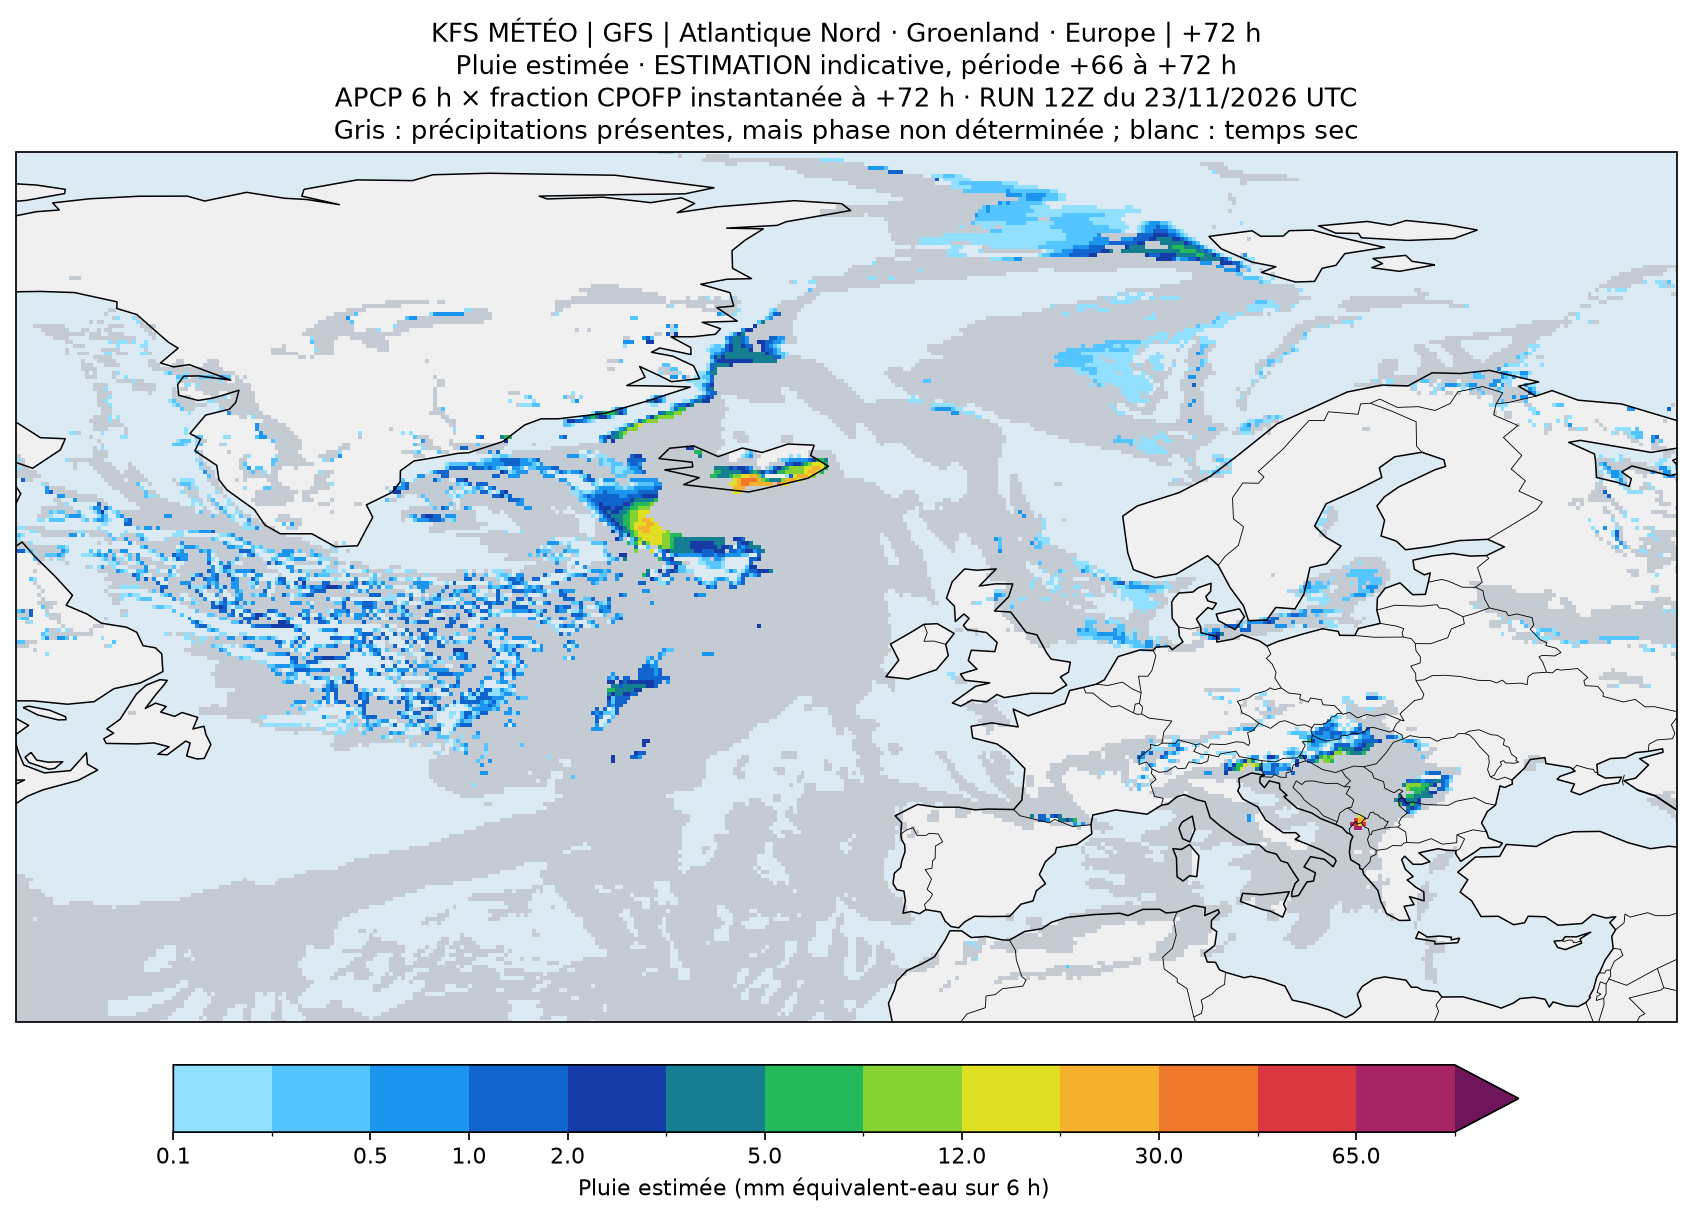 KFS MÉTÉO | GFS | Atlantique Nord · Groenland · Europe | +72 h
Pluie estimée · ESTIMATION indicative, période +66 à +72 h
APCP 6 h × fraction CPOFP instantanée à +72 h · RUN 12Z du 23/11/2026 UTC
Gris : précipitations présentes, mais phase non déterminée ; blanc : temps sec
0.1 0.5 1.0 2.0 5.0 12.0 30.0 65.0
Pluie estimée (mm équivalent-eau sur 6 h)